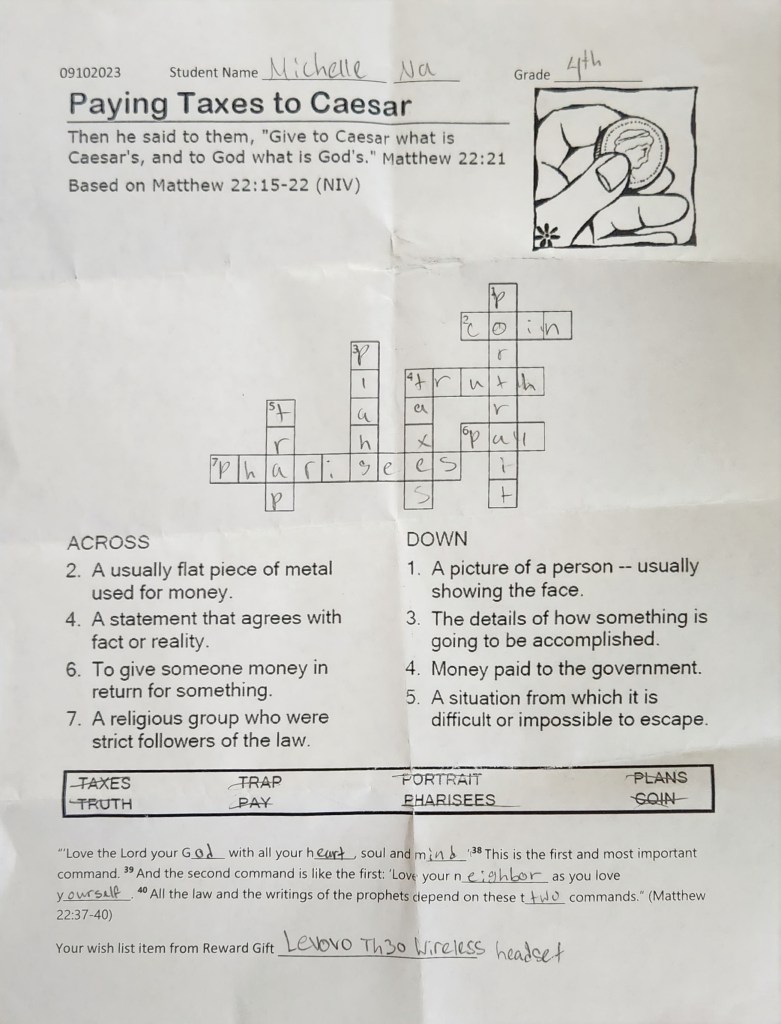 09102023 Student Name Michelle Na Grade 4th
Paying Taxes to Caesar
Then he said to them, "Give to Caesar what is
Caesar's, and to God what is God's." Matthew 22:21
Based on Matthew 22:15-22 (NIV)
1 p
2 c o i n
3 p r
l 4 t r u t h
5 t a a r
r n x 6 p a y
7 p h a r i s e e s i
p s t
ACROSS
2. A usually flat piece of metal
used for money.
4. A statement that agrees with
fact or reality.
6. To give someone money in
return for something.
7. A religious group who were
strict followers of the law.
DOWN
1. A picture of a person -- usually
showing the face.
3. The details of how something is
going to be accomplished.
4. Money paid to the government.
5. A situation from which it is
difficult or impossible to escape.
TAXES TRAP PORTRAIT PLANS
TRUTH PAY PHARISEES COIN
"'Love the Lord your God with all your heart, soul and mind.' 38 This is the first and most important
command. 39 And the second command is like the first: 'Love your neighbor as you love
yourself. 40 All the law and the writings of the prophets depend on these t two commands." (Matthew
22:37-40)
Your wish list item from Reward Gift Levovo Th30 Wireless headset